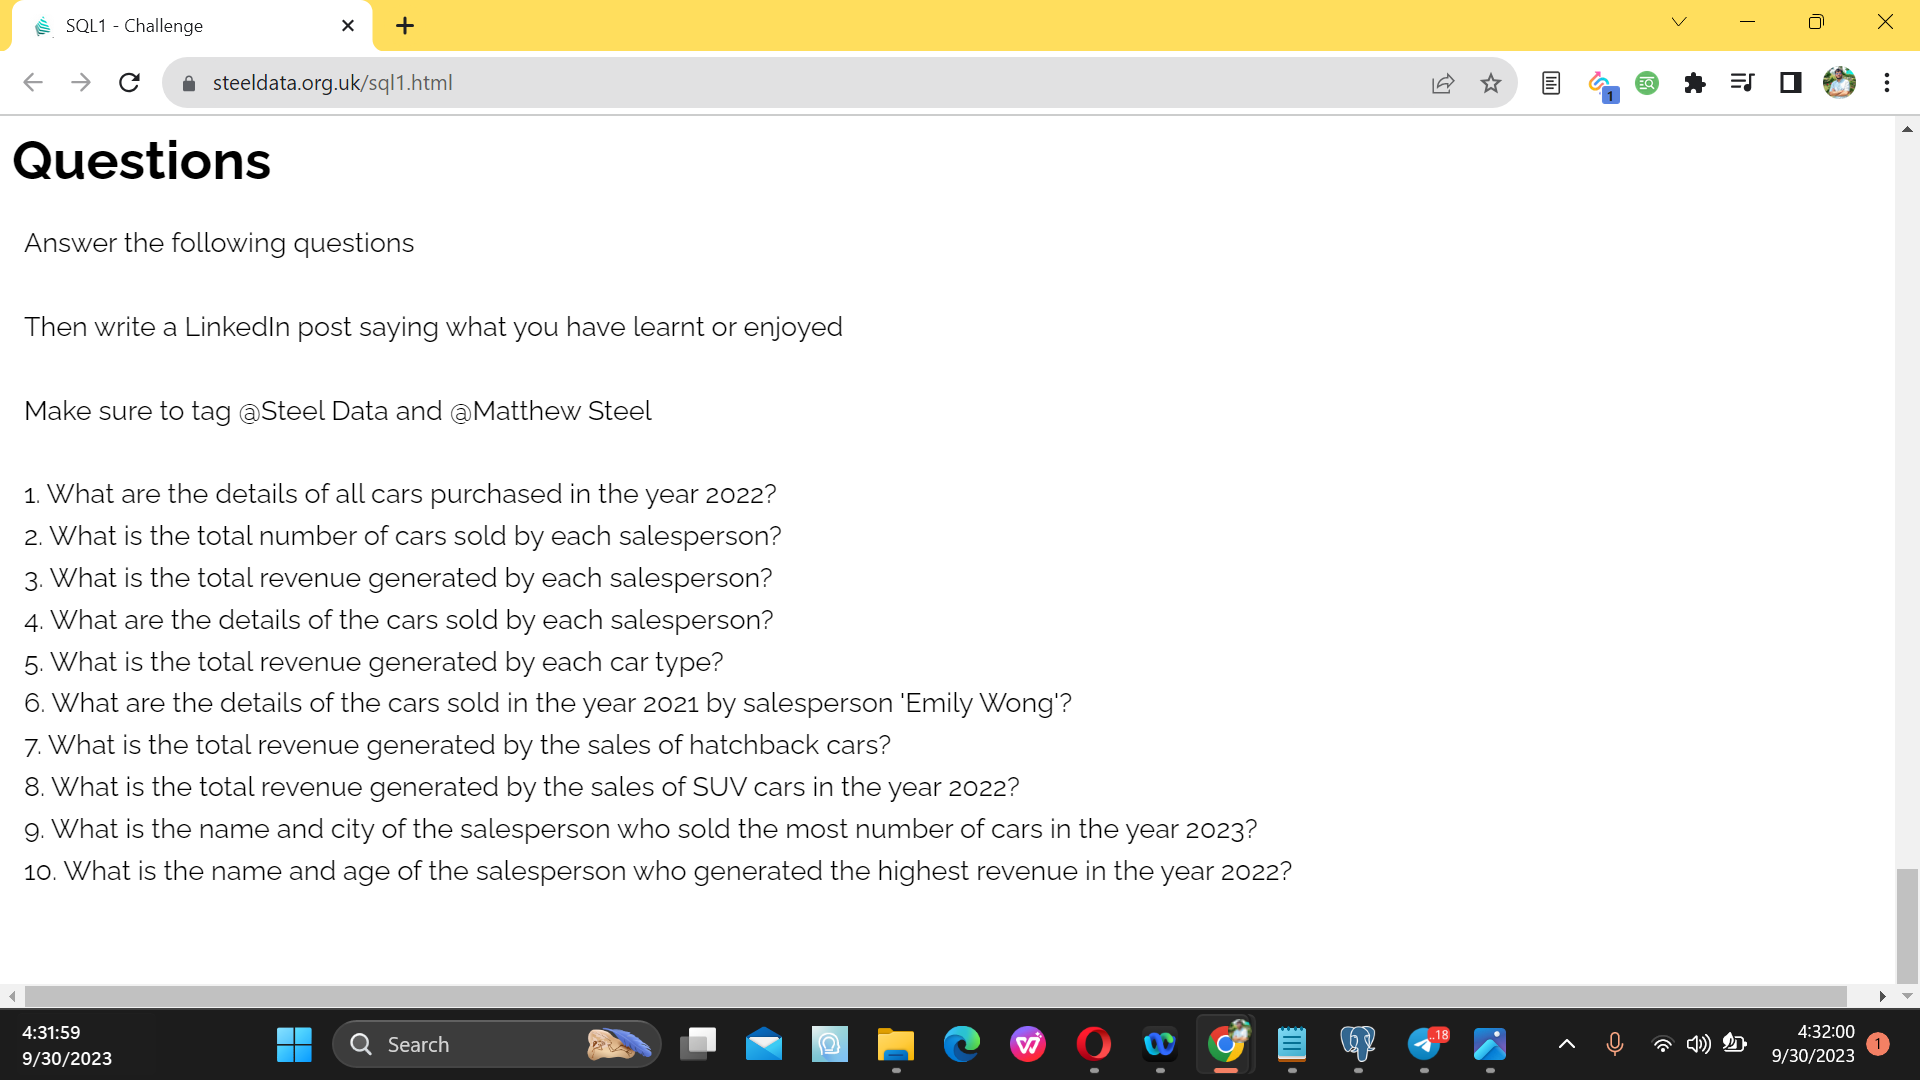 SQL1 - Challenge
steeldata.org.uk/sql1.html
1
Questions
Answer the following questions
Then write a LinkedIn post saying what you have learnt or enjoyed
Make sure to tag @Steel Data and @Matthew Steel
1. What are the details of all cars purchased in the year 2022?
2. What is the total number of cars sold by each salesperson?
3. What is the total revenue generated by each salesperson?
4. What are the details of the cars sold by each salesperson?
5. What is the total revenue generated by each car type?
6. What are the details of the cars sold in the year 2021 by salesperson 'Emily Wong'?
7. What is the total revenue generated by the sales of hatchback cars?
8. What is the total revenue generated by the sales of SUV cars in the year 2022?
9. What is the name and city of the salesperson who sold the most number of cars in the year 2023?
10. What is the name and age of the salesperson who generated the highest revenue in the year 2022?
4:31:59
9/30/2023
Search
..18
4:32:00
9/30/2023
1